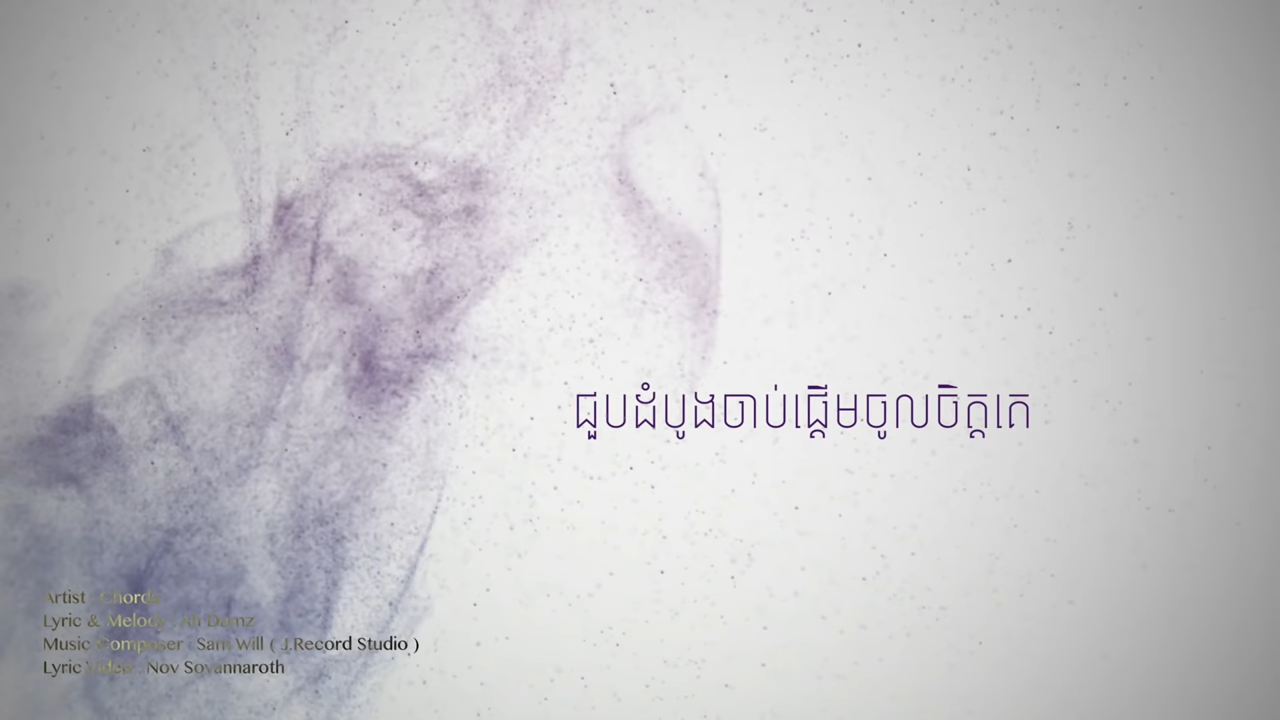 ជួបដំបូងចាប់ផ្ដើមចូលចិត្តគេ
Artist : Chords
Lyric & Melody : Ah Damz
Music Composer : Sam Will ( J.Record Studio )
Lyric Video : Nov Sovannaroth